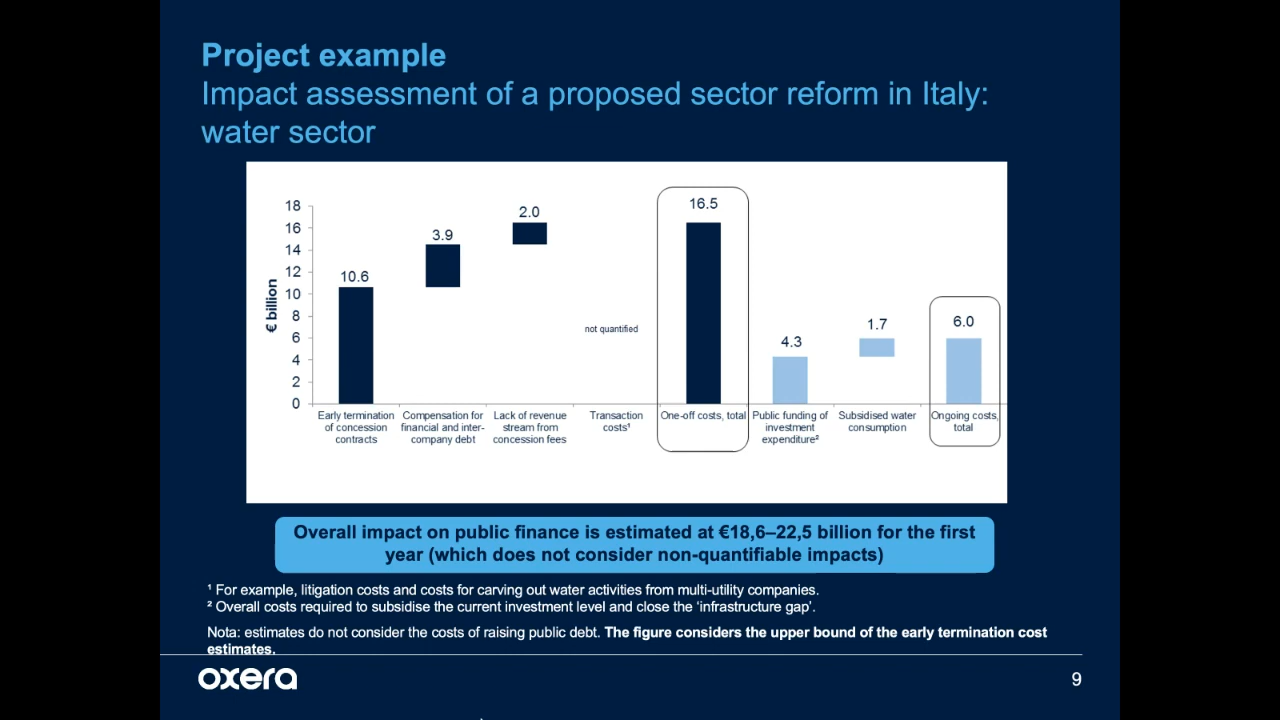 Project example
Impact assessment of a proposed sector reform in Italy:
water sector
€ billion
18
16
14
12
10
8
6
4
2
0
10.6
3.9
2.0
not quantified
16.5
4.3
1.7
6.0
Early termination
of concession
contracts
Compensation for
financial and inter-
company debt
Lack of revenue
stream from
concession fees
Transaction
costs¹
One-off costs, total
Public funding of
investment
expenditure²
Subsidised water
consumption
Ongoing costs,
total
Overall impact on public finance is estimated at €18,6–22,5 billion for the first
year (which does not consider non-quantifiable impacts)
¹ For example, litigation costs and costs for carving out water activities from multi-utility companies.
² Overall costs required to subsidise the current investment level and close the ‘infrastructure gap’.
Nota: estimates do not consider the costs of raising public debt. The figure considers the upper bound of the early termination cost
estimates.
oxera
9